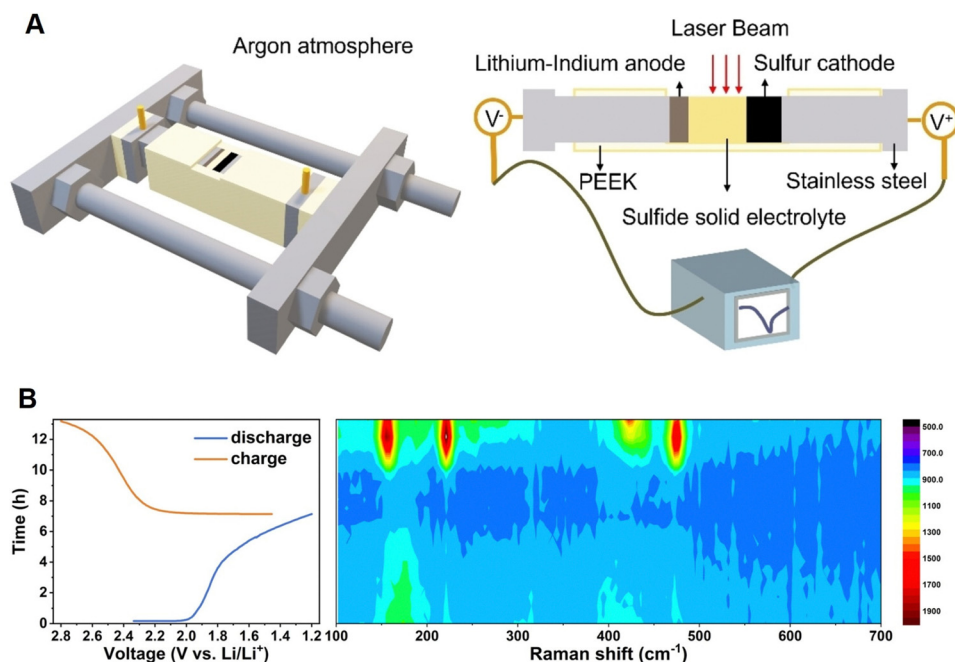 A
Argon atmosphere
Laser Beam
Lithium-Indium anode
Sulfur cathode
V-
V+
PEEK
Stainless steel
Sulfide solid electrolyte
B
Time (h)
12
10
8
6
4
2
0
discharge
charge
2.8 2.6 2.4 2.2 2.0 1.8 1.6 1.4 1.2
Voltage (V vs. Li/Li+)
100 200 300 400 500 600 700
Raman shift (cm-1)
500.0
700.0
900.0
1100
1300
1500
1700
1900